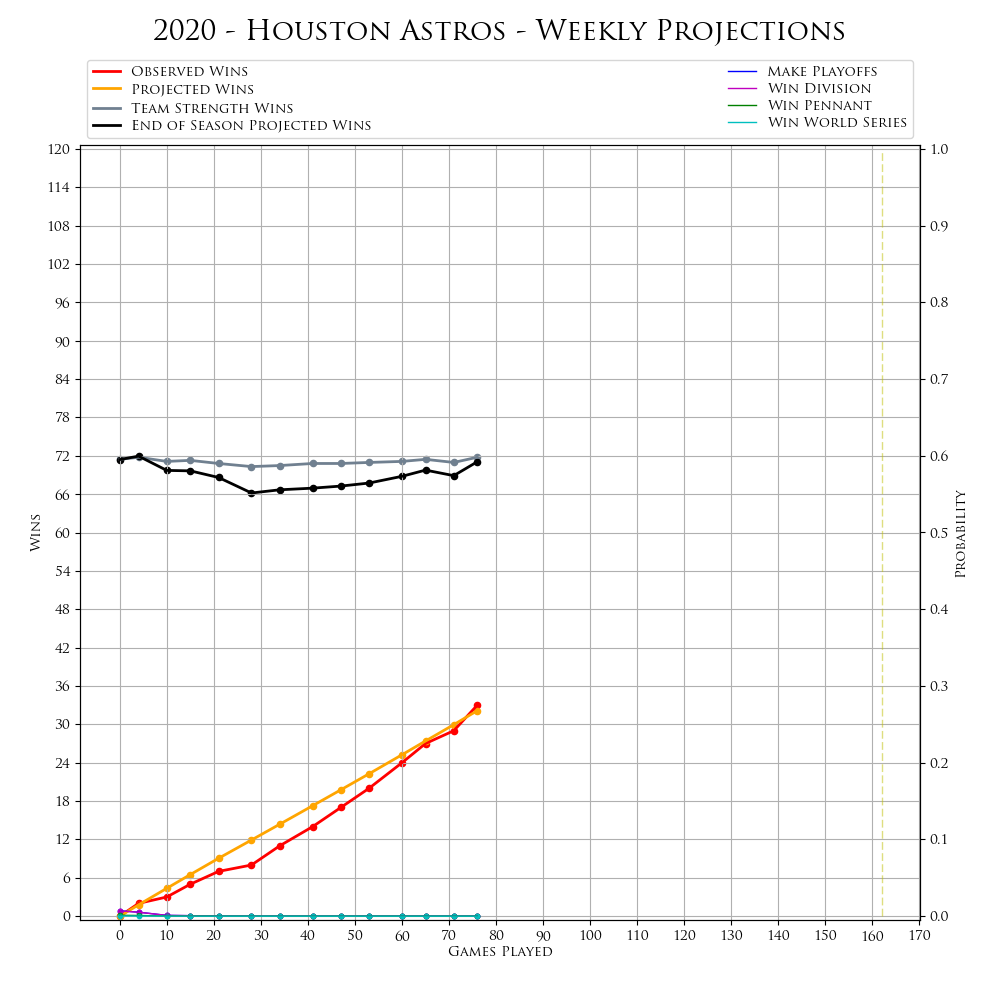 2020 - Houston Astros - Weekly Projections
Observed Wins
Projected Wins
Team Strength Wins
End of Season Projected Wins
Make Playoffs
Win Division
Win Pennant
Win World Series
120
114
108
102
96
90
84
78
72
66
60
54
48
42
36
30
24
18
12
6
0
Wins
1.0
0.9
0.8
0.7
0.6
0.5
0.4
0.3
0.2
0.1
0.0
Probability
0 10 20 30 40 50 60 70 80 90 100 110 120 130 140 150 160 170
Games Played